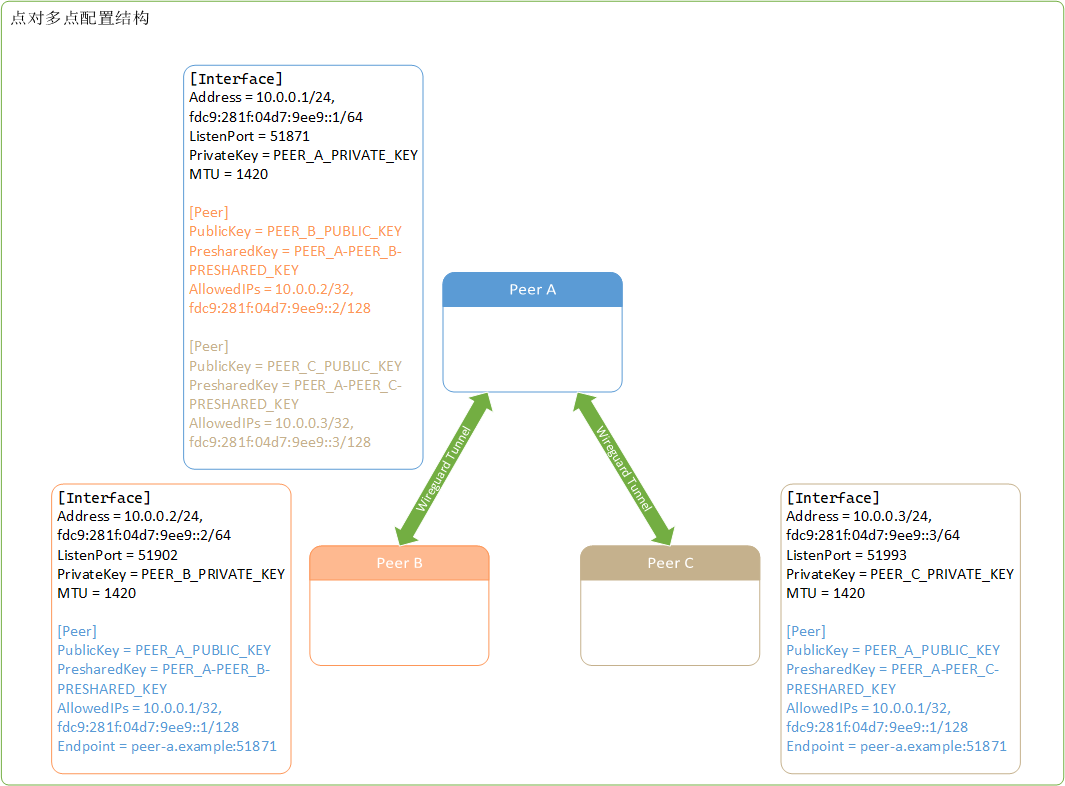 点对多点配置结构
[Interface]
Address = 10.0.0.1/24,
fdc9:281f:04d7:9ee9::1/64
ListenPort = 51871
PrivateKey = PEER_A_PRIVATE_KEY
MTU = 1420
[Peer]
PublicKey = PEER_B_PUBLIC_KEY
PresharedKey = PEER_A-PEER_B-
PRESHARED_KEY
AllowedIPs = 10.0.0.2/32,
fdc9:281f:04d7:9ee9::2/128
[Peer]
PublicKey = PEER_C_PUBLIC_KEY
PresharedKey = PEER_A-PEER_C-
PRESHARED_KEY
AllowedIPs = 10.0.0.3/32,
fdc9:281f:04d7:9ee9::3/128
Peer A
Wireguard Tunnel
Wireguard Tunnel
[Interface]
Address = 10.0.0.2/24,
fdc9:281f:04d7:9ee9::2/64
ListenPort = 51902
PrivateKey = PEER_B_PRIVATE_KEY
MTU = 1420
[Peer]
PublicKey = PEER_A_PUBLIC_KEY
PresharedKey = PEER_A-PEER_B-
PRESHARED_KEY
AllowedIPs = 10.0.0.1/32,
fdc9:281f:04d7:9ee9::1/128
Endpoint = peer-a.example:51871
Peer B
Peer C
[Interface]
Address = 10.0.0.3/24,
fdc9:281f:04d7:9ee9::3/64
ListenPort = 51993
PrivateKey = PEER_C_PRIVATE_KEY
MTU = 1420
[Peer]
PublicKey = PEER_A_PUBLIC_KEY
PresharedKey = PEER_A-PEER_C-
PRESHARED_KEY
AllowedIPs = 10.0.0.1/32,
fdc9:281f:04d7:9ee9::1/128
Endpoint = peer-a.example:51871